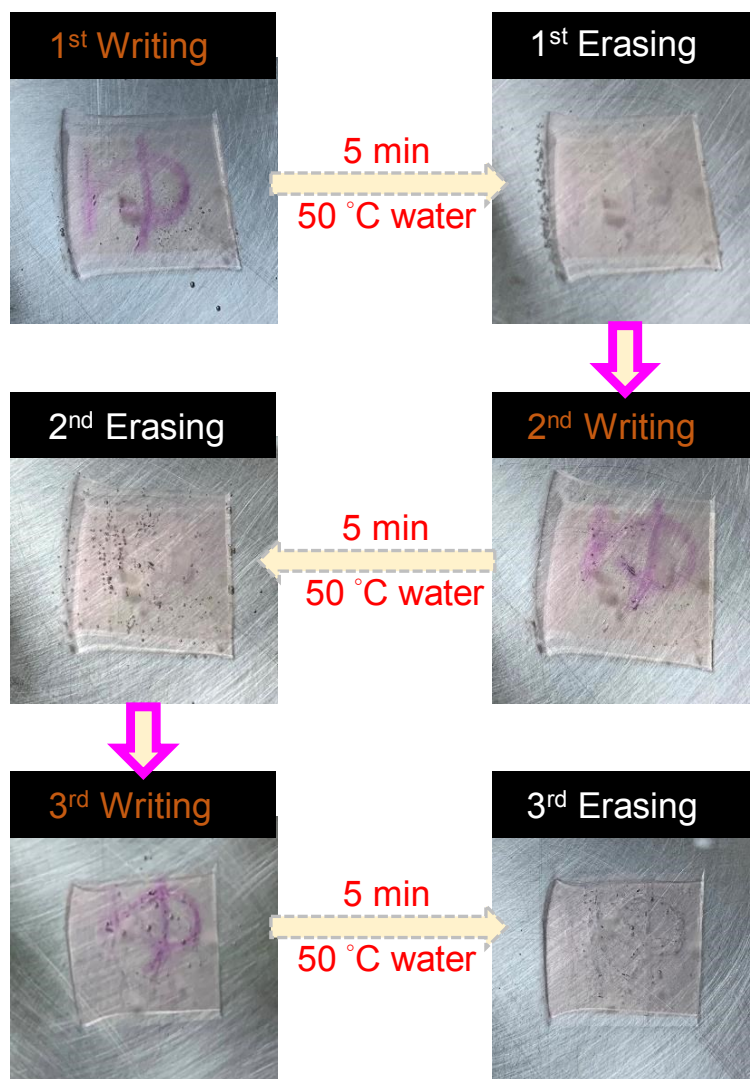 1st Writing
5 min
50 °C water
1st Erasing
2nd Erasing
5 min
50 °C water
2nd Writing
3rd Writing
5 min
50 °C water
3rd Erasing